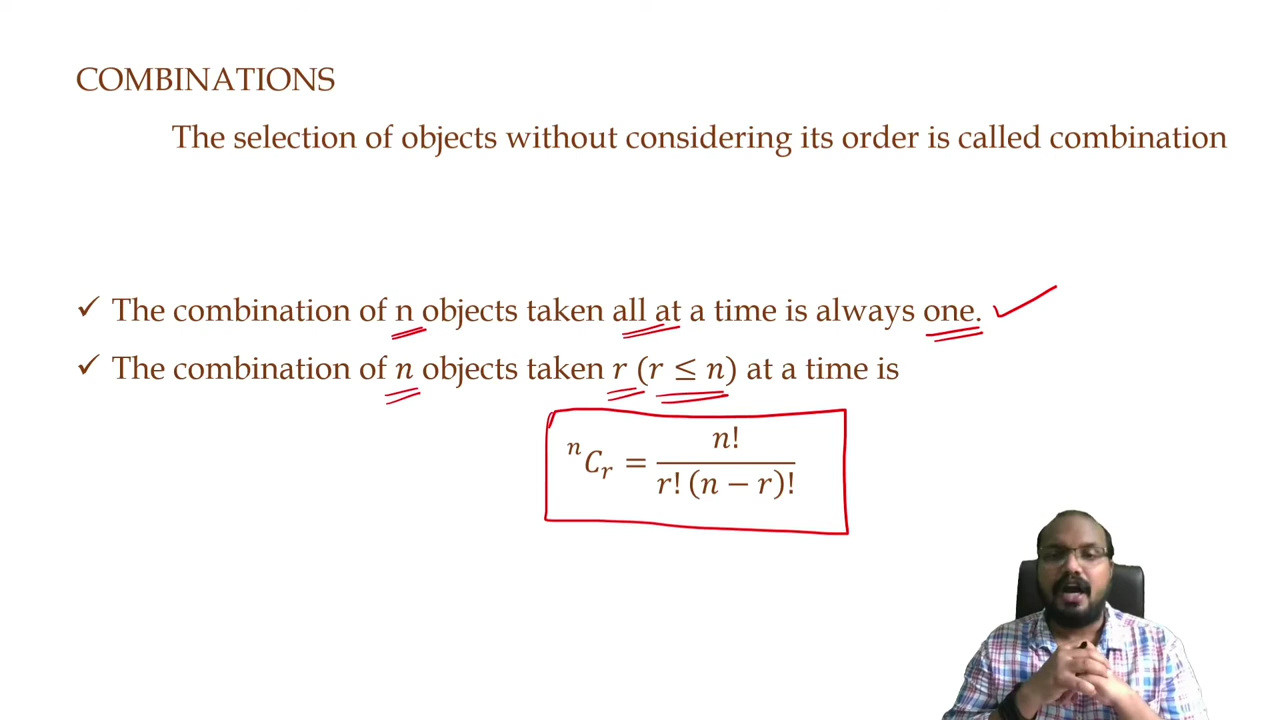 COMBINATIONS
The selection of objects without considering its order is called combination
✓ The combination of n objects taken all at a time is always one.
✓ The combination of n objects taken r (r ≤ n) at a time is
ⁿCᵣ = n! / r! (n − r)!